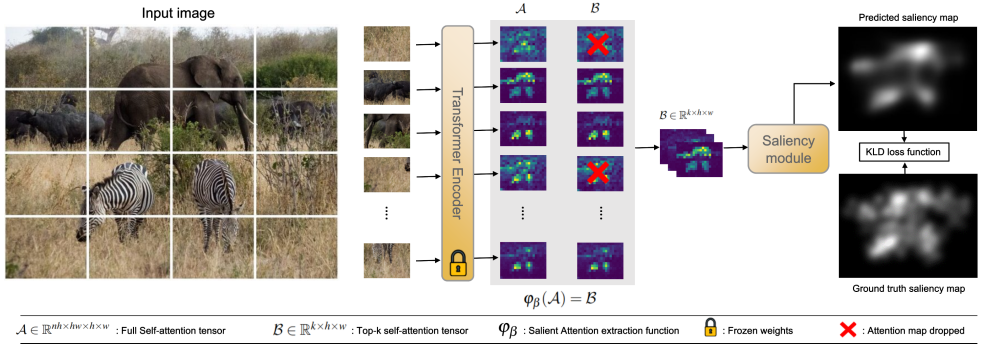 Input image
𝒜
ℬ
Predicted saliency map
Transformer Encoder
ℬ ∈ ℝ^{k×h×w}
Saliency module
KLD loss function
φ_β(𝒜) = ℬ
Ground truth saliency map
𝒜 ∈ ℝ^{nh×hw×h×w} : Full Self-attention tensor
ℬ ∈ ℝ^{k×h×w} : Top-k self-attention tensor
φ_β : Salient Attention extraction function
: Frozen weights
: Attention map dropped